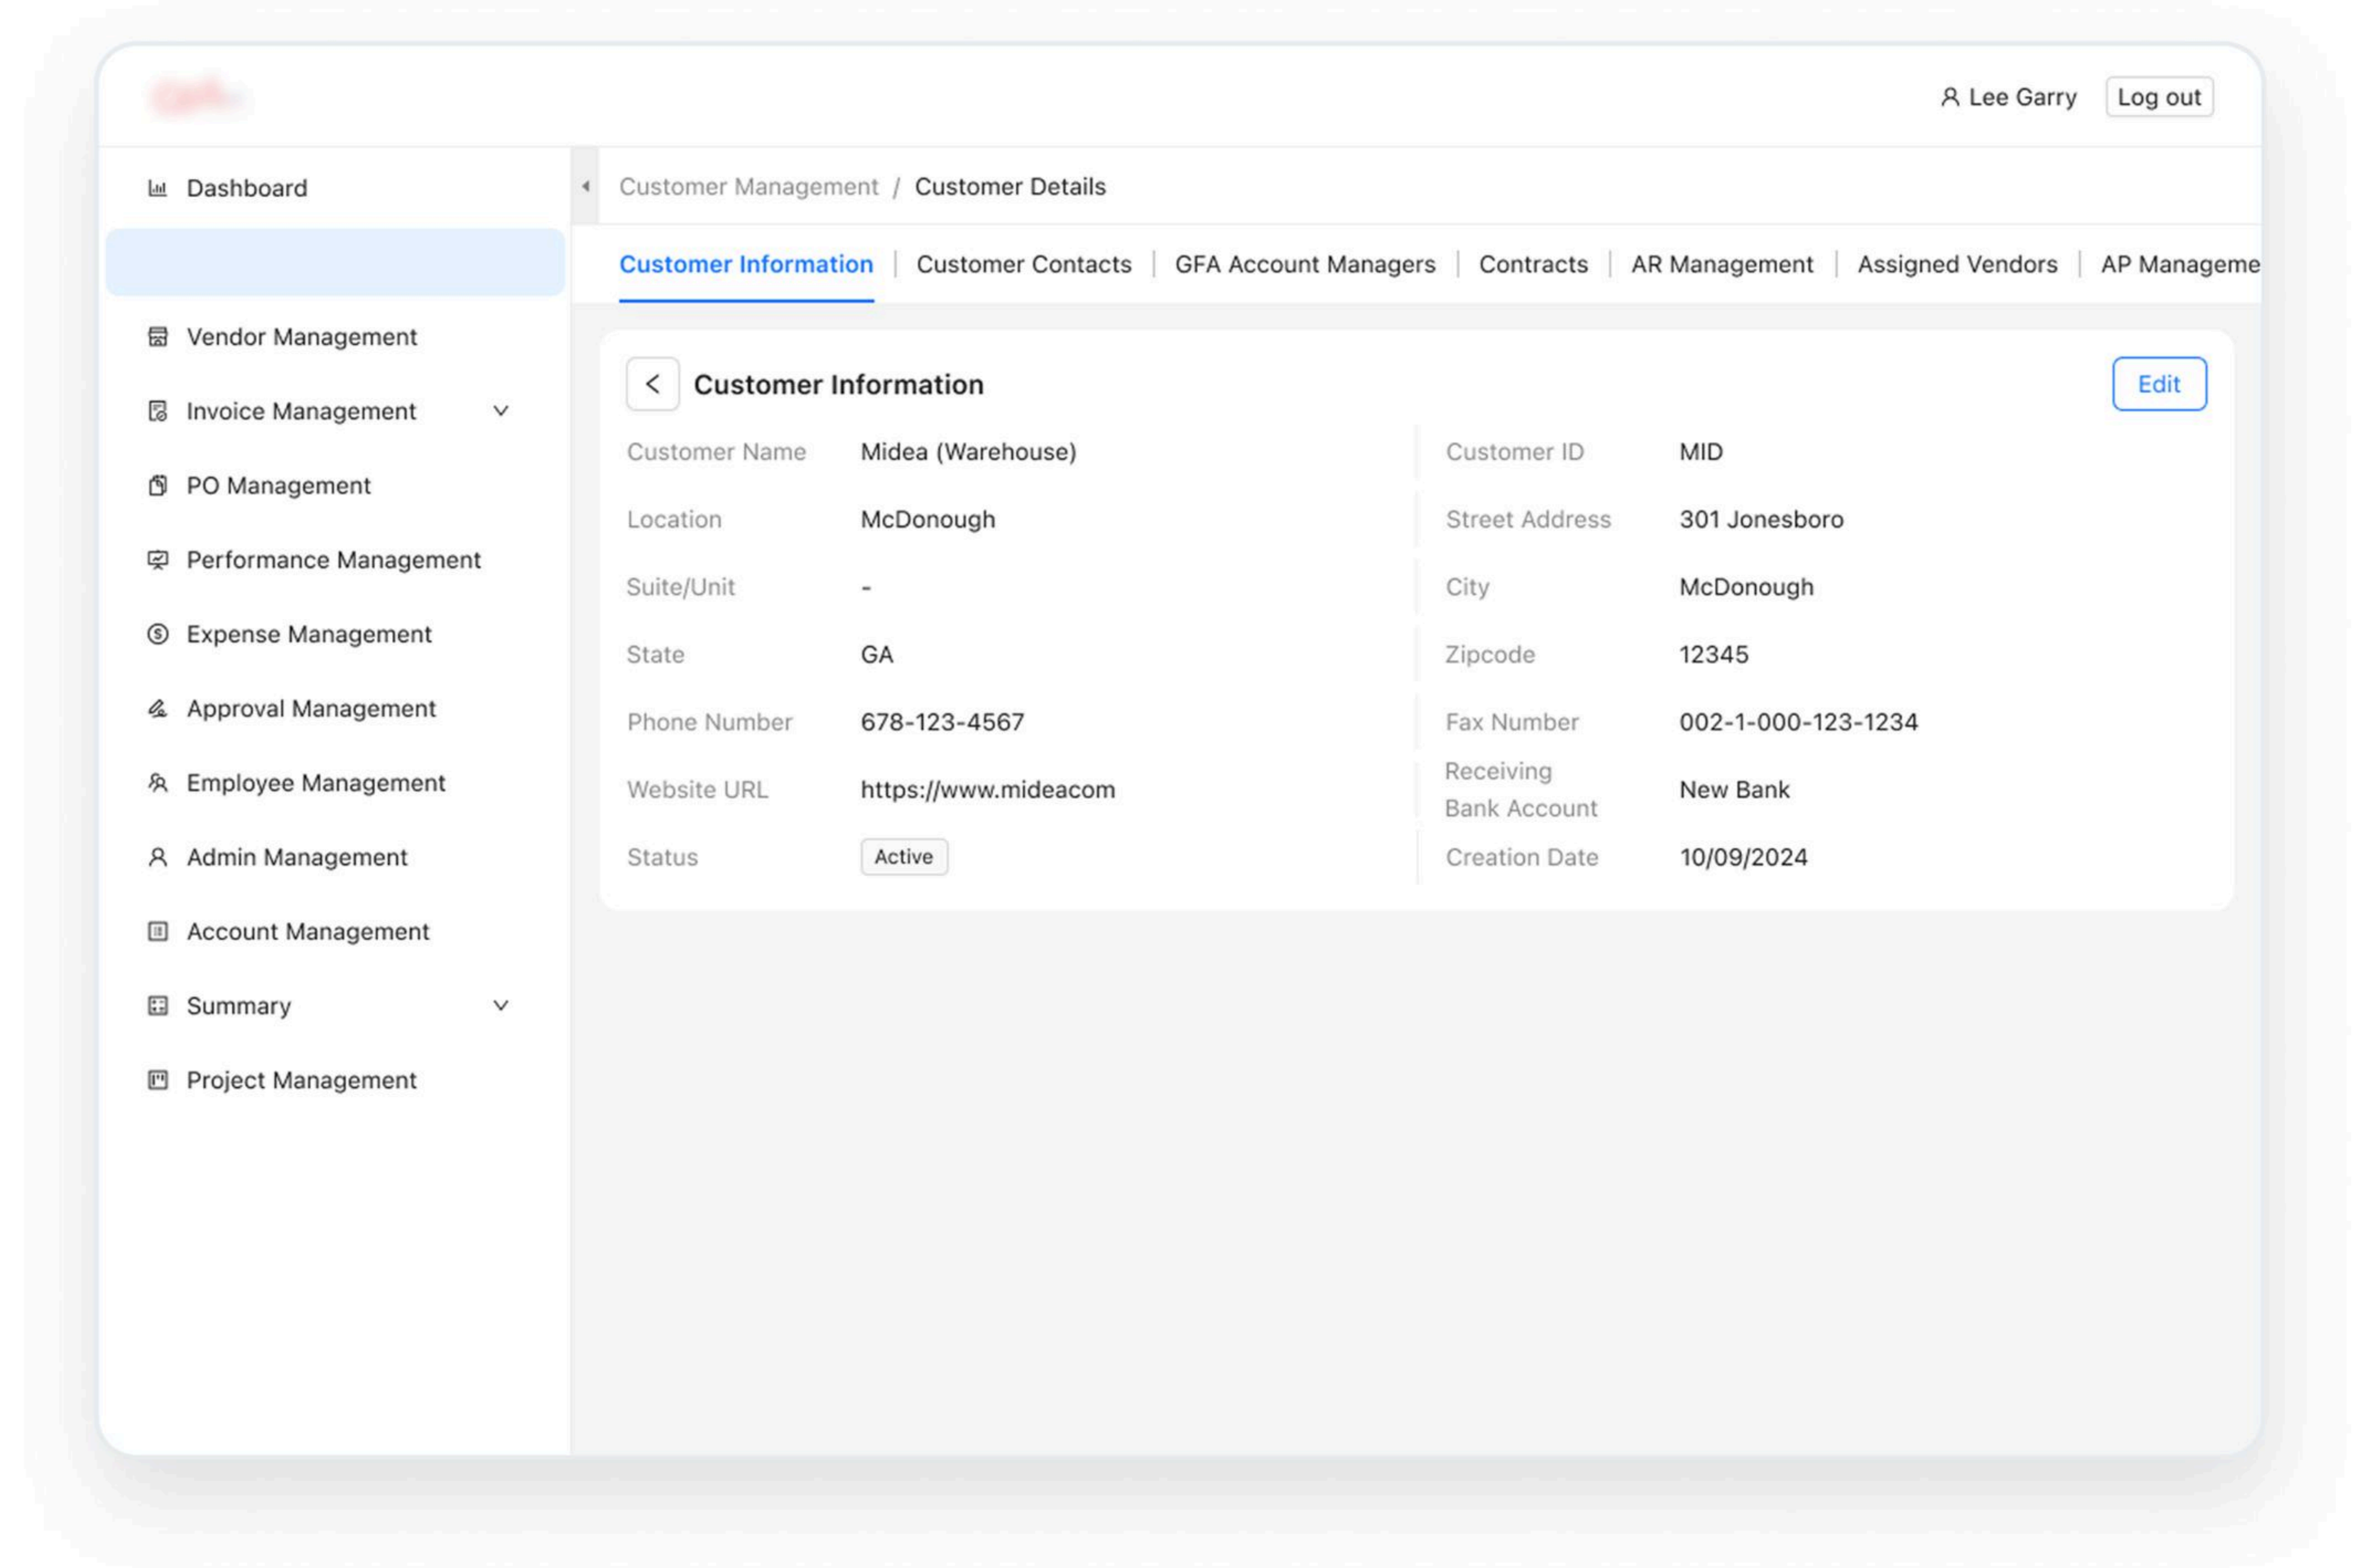 Lee Garry Log out
Dashboard
Vendor Management
Invoice Management
PO Management
Performance Management
Expense Management
Approval Management
Employee Management
Admin Management
Account Management
Summary
Project Management
Customer Management / Customer Details
Customer Information | Customer Contacts | GFA Account Managers | Contracts | AR Management | Assigned Vendors | AP Manageme
Customer Information Edit
Customer Name Midea (Warehouse) Customer ID MID
Location McDonough Street Address 301 Jonesboro
Suite/Unit - City McDonough
State GA Zipcode 12345
Phone Number 678-123-4567 Fax Number 002-1-000-123-1234
Website URL https://www.mideacom Receiving
Bank Account New Bank
Status Active Creation Date 10/09/2024